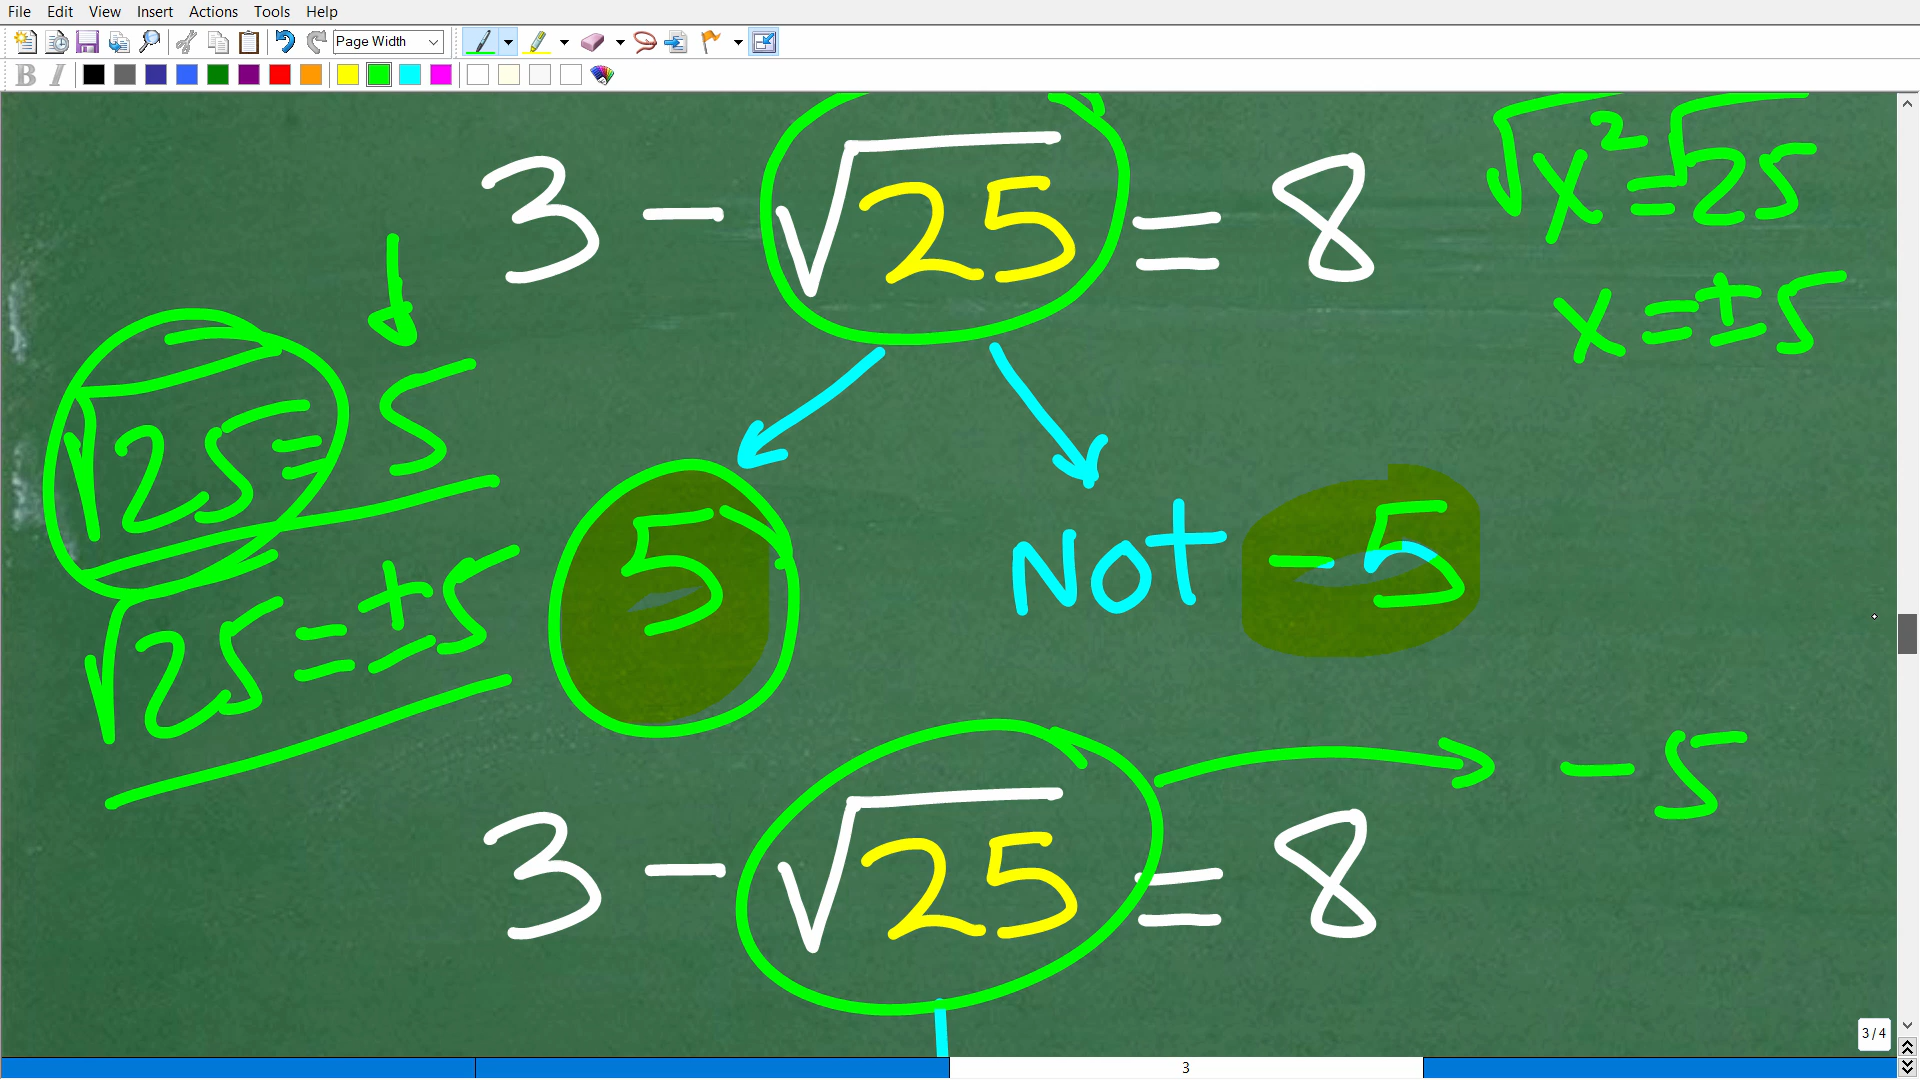 File Edit View Insert Actions Tools Help
Page Width
B I
3 - √25 = 8
√x² = √25
x = ±5
√25 = 5
5
Not -5
√25 = ±5
-5
3 - √25 = 8
3/4
3